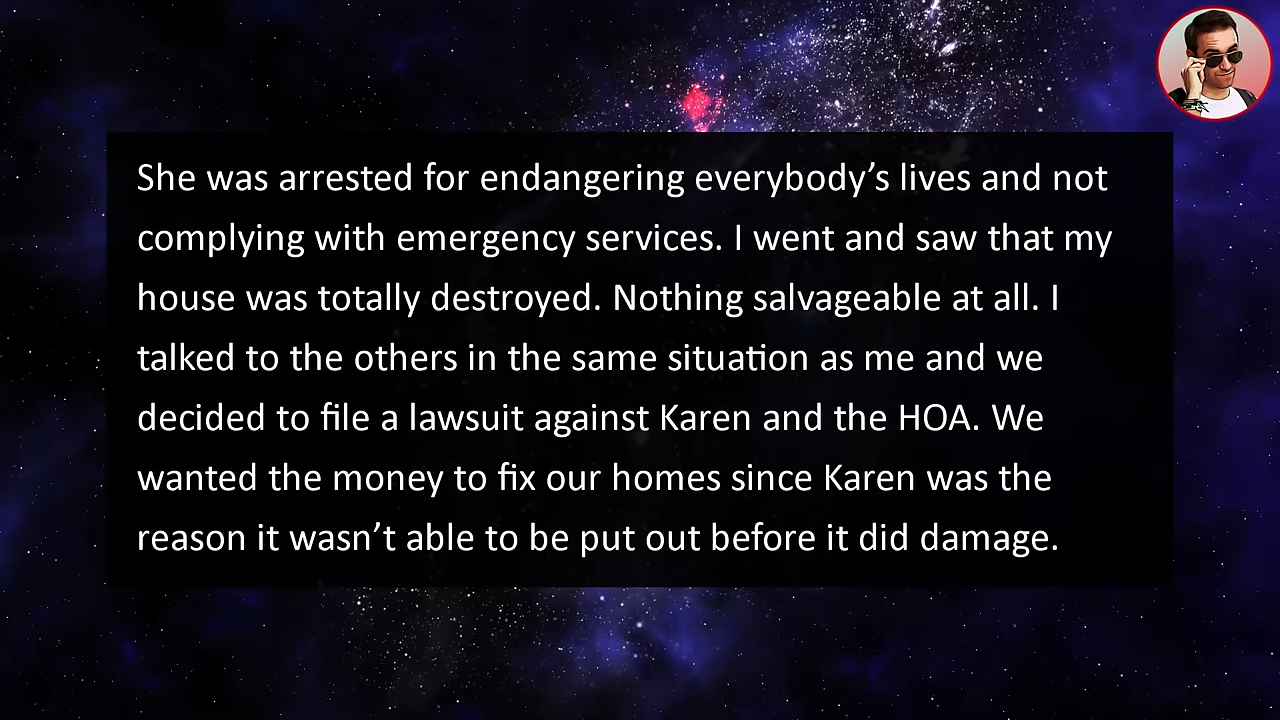 She was arrested for endangering everybody’s lives and not
complying with emergency services. I went and saw that my
house was totally destroyed. Nothing salvageable at all. I
talked to the others in the same situation as me and we
decided to file a lawsuit against Karen and the HOA. We
wanted the money to fix our homes since Karen was the
reason it wasn’t able to be put out before it did damage.